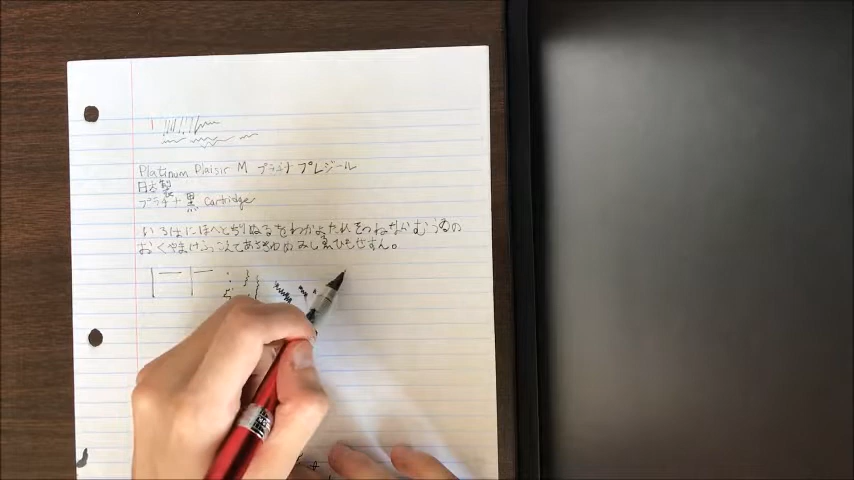 Platinum Plaisir M プラチナ プレジール
日本製
プラチナ 黒 Cartridge
いろはにほへとちりぬるをわかよたれそつねならむうゐの
おくやまけふこえてあさきゆめみし ひもせすん。